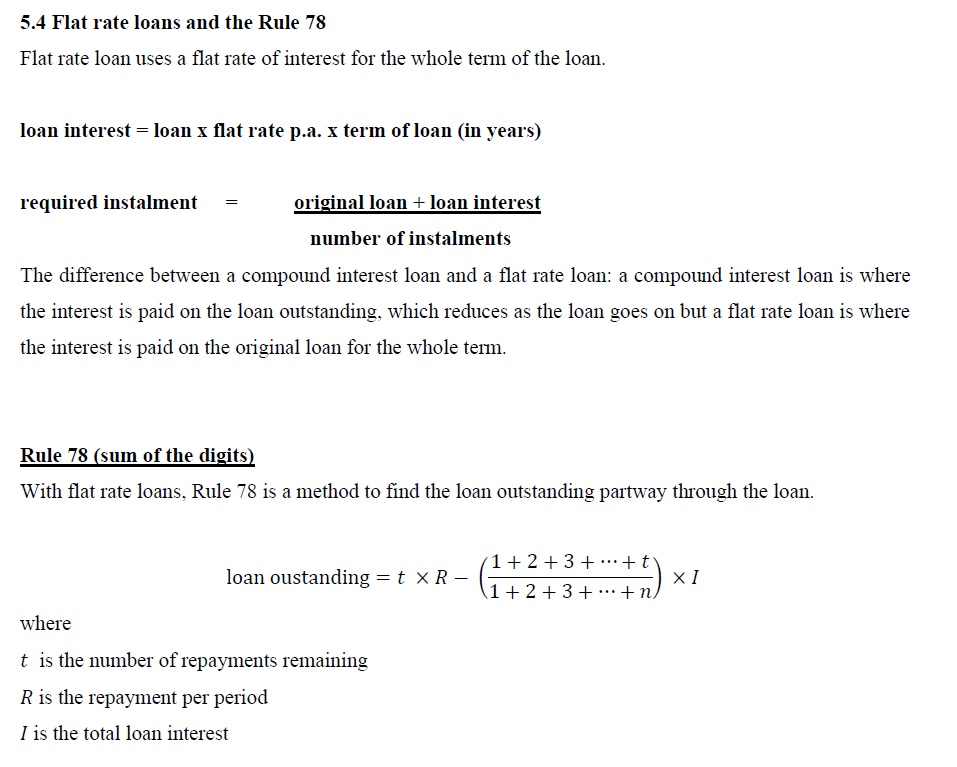 5.4 Flat rate loans and the Rule 78
Flat rate loan uses a flat rate of interest for the whole term of the loan.
loan interest = loan x flat rate p.a. x term of loan (in years)
required instalment = original loan + loan interest
number of instalments
The difference between a compound interest loan and a flat rate loan: a compound interest loan is where
the interest is paid on the loan outstanding, which reduces as the loan goes on but a flat rate loan is where
the interest is paid on the original loan for the whole term.
Rule 78 (sum of the digits)
With flat rate loans, Rule 78 is a method to find the loan outstanding partway through the loan.
loan oustanding = t × R − (1 + 2 + 3 + ⋯ + t / 1 + 2 + 3 + ⋯ + n) × I
where
t is the number of repayments remaining
R is the repayment per period
I is the total loan interest